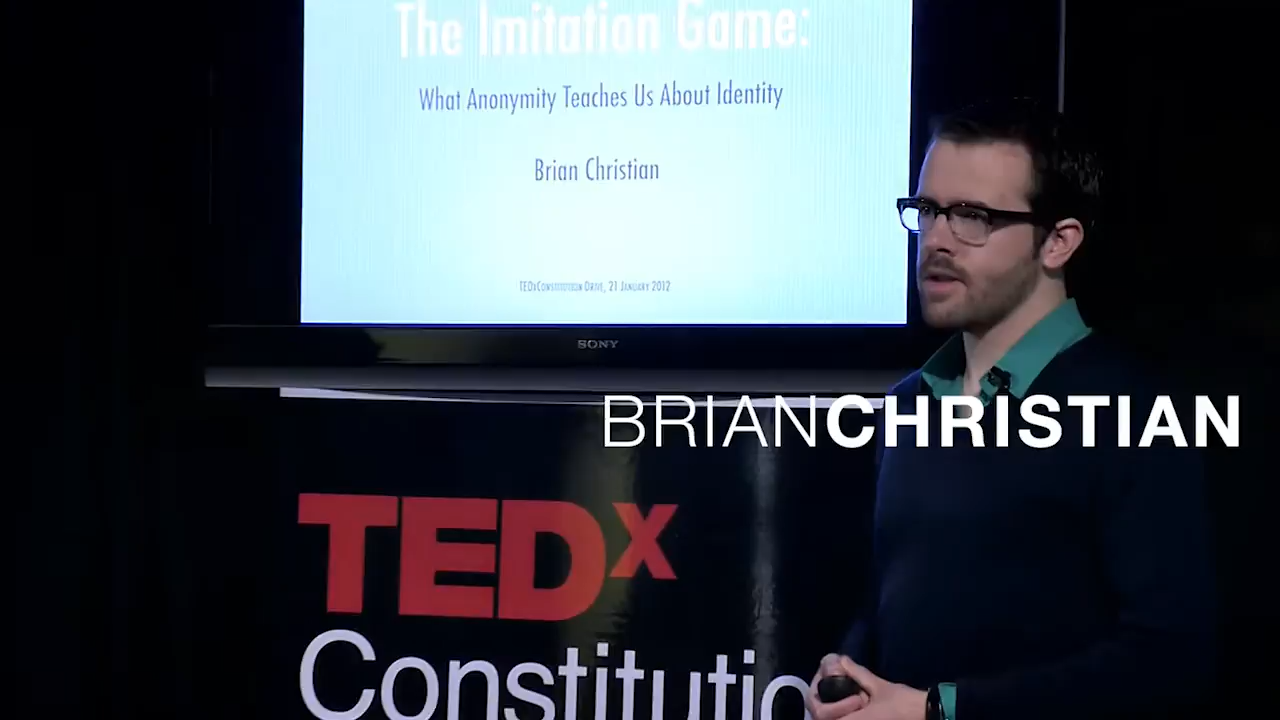 The Imitation Game:
What Anonymity Teaches Us About Identity
Brian Christian
TEDxConstitution Drive, 21 January 2012
SONY
BRIANCHRISTIAN
TEDx
Constitutio